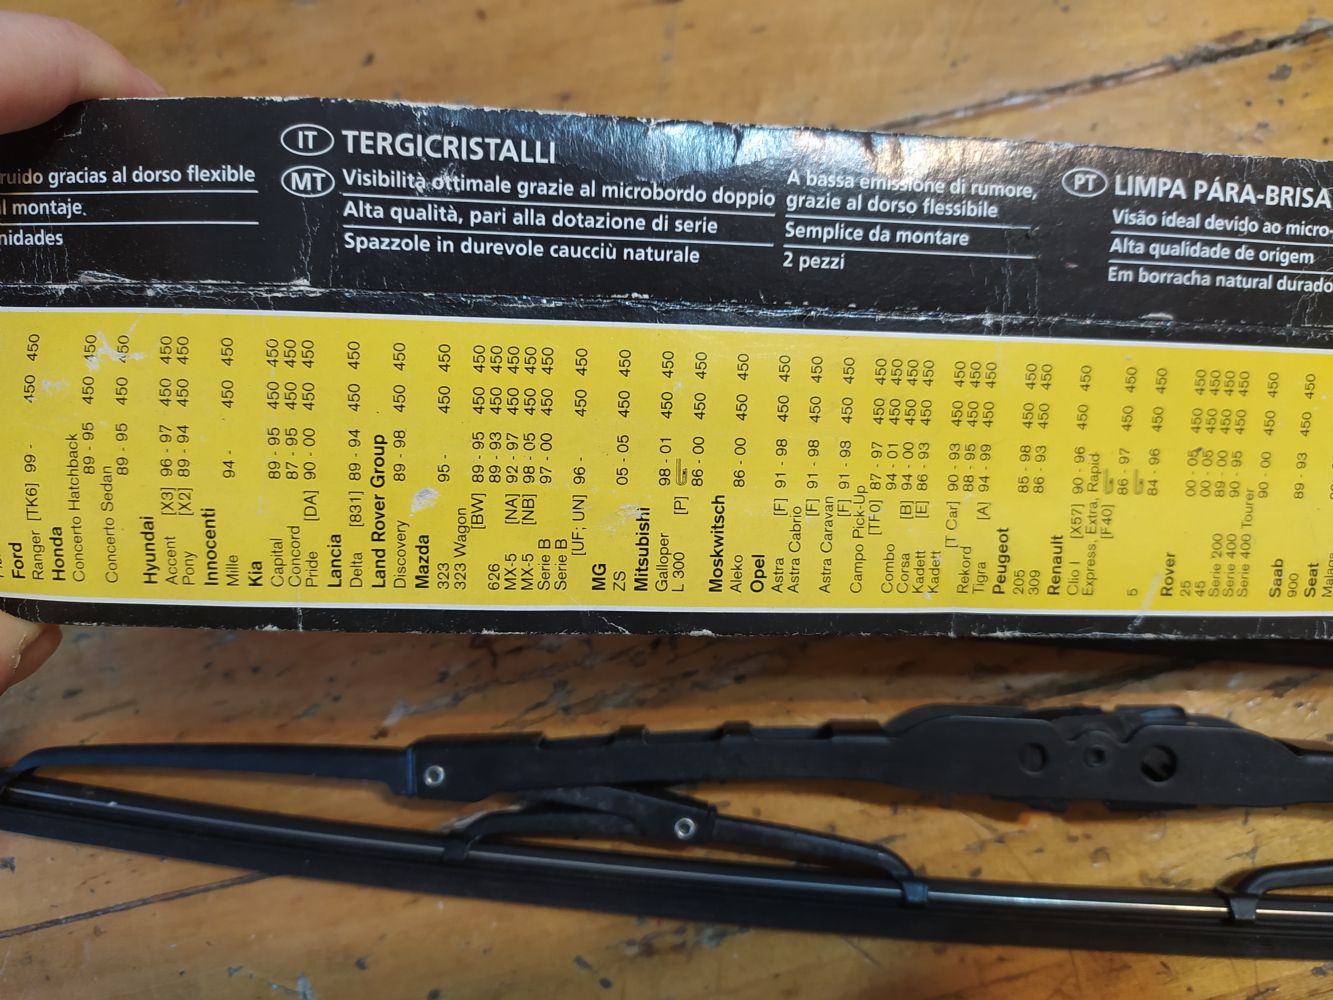 ruido gracias al dorso flexible
l montaje.
nidades
IT
MT
TERGICRISTALLI
Visibilità ottimale grazie al microbordo doppio
Alta qualità, pari alla dotazione di serie
Spazzole in durevole caucciù naturale
A bassa emissione di rumore,
grazie al dorso flessibile
Semplice da montare
2 pezzi
PT
LIMPA PÁRA-BRISA
Visão ideal devido ao micro-
Alta qualidade de origem
Em borracha natural durado
Ford
Ranger [TK6] 99 - 450 450
Honda
Concerto Hatchback
89 - 95 450 450
Concerto Sedan
89 - 95 450 450
Hyundai
Accent [X3] 96 - 97 450 450
Pony [X2] 89 - 94 450 450
Innocenti
Mille 94 - 450 450
Kia
Capital 89 - 95 450 450
Concord 87 - 95 450 450
Pride [DA] 90 - 00 450 450
Lancia
Delta [831] 89 - 94 450 450
Land Rover Group
Discovery 89 - 98 450 450
Mazda
323 95 - 450 450
323 Wagon
[BW] 89 - 95 450 450
626 89 - 93 450 450
MX-5 [NA] 92 - 97 450 450
MX-5 [NB] 98 - 05 450 450
Serie B 97 - 00 450 450
Serie B
[UF; UN] 96 - 450 450
MG
ZS 05 - 05 450 450
Mitsubishi
Galloper 98 - 01 450 450
L 300 [P] 86 - 00 450 450
Moskwitsch
Aleko 86 - 00 450 450
Opel
Astra [F] 91 - 98 450 450
Astra Cabrio
[F] 91 - 98 450 450
Astra Caravan
[F] 91 - 93 450 450
Campo Pick-Up
[TF0] 87 - 97 450 450
Combo 94 - 01 450 450
Corsa [B] 94 - 00 450 450
Kadett [E] 86 - 93 450 450
Kadett
Rekord [T Car] 90 - 93 450 450
Tigra 88 - 95 450 450
[A] 94 - 99 450 450
Peugeot
205 85 - 98 450 450
309 86 - 93 450 450
Renault
Clio I [X57] 90 - 96 450 450
Express, Extra, Rapid
[F40] 86 - 97 450 450
5 84 - 96 450 450
Rover
25 00 - 05 450 450
45 00 - 05 450 450
Serie 200 89 - 00 450 450
Serie 400 90 - 95 450 450
Serie 400 Tourer
90 - 00 450 450
Saab
900 89 - 93 450 450
Seat